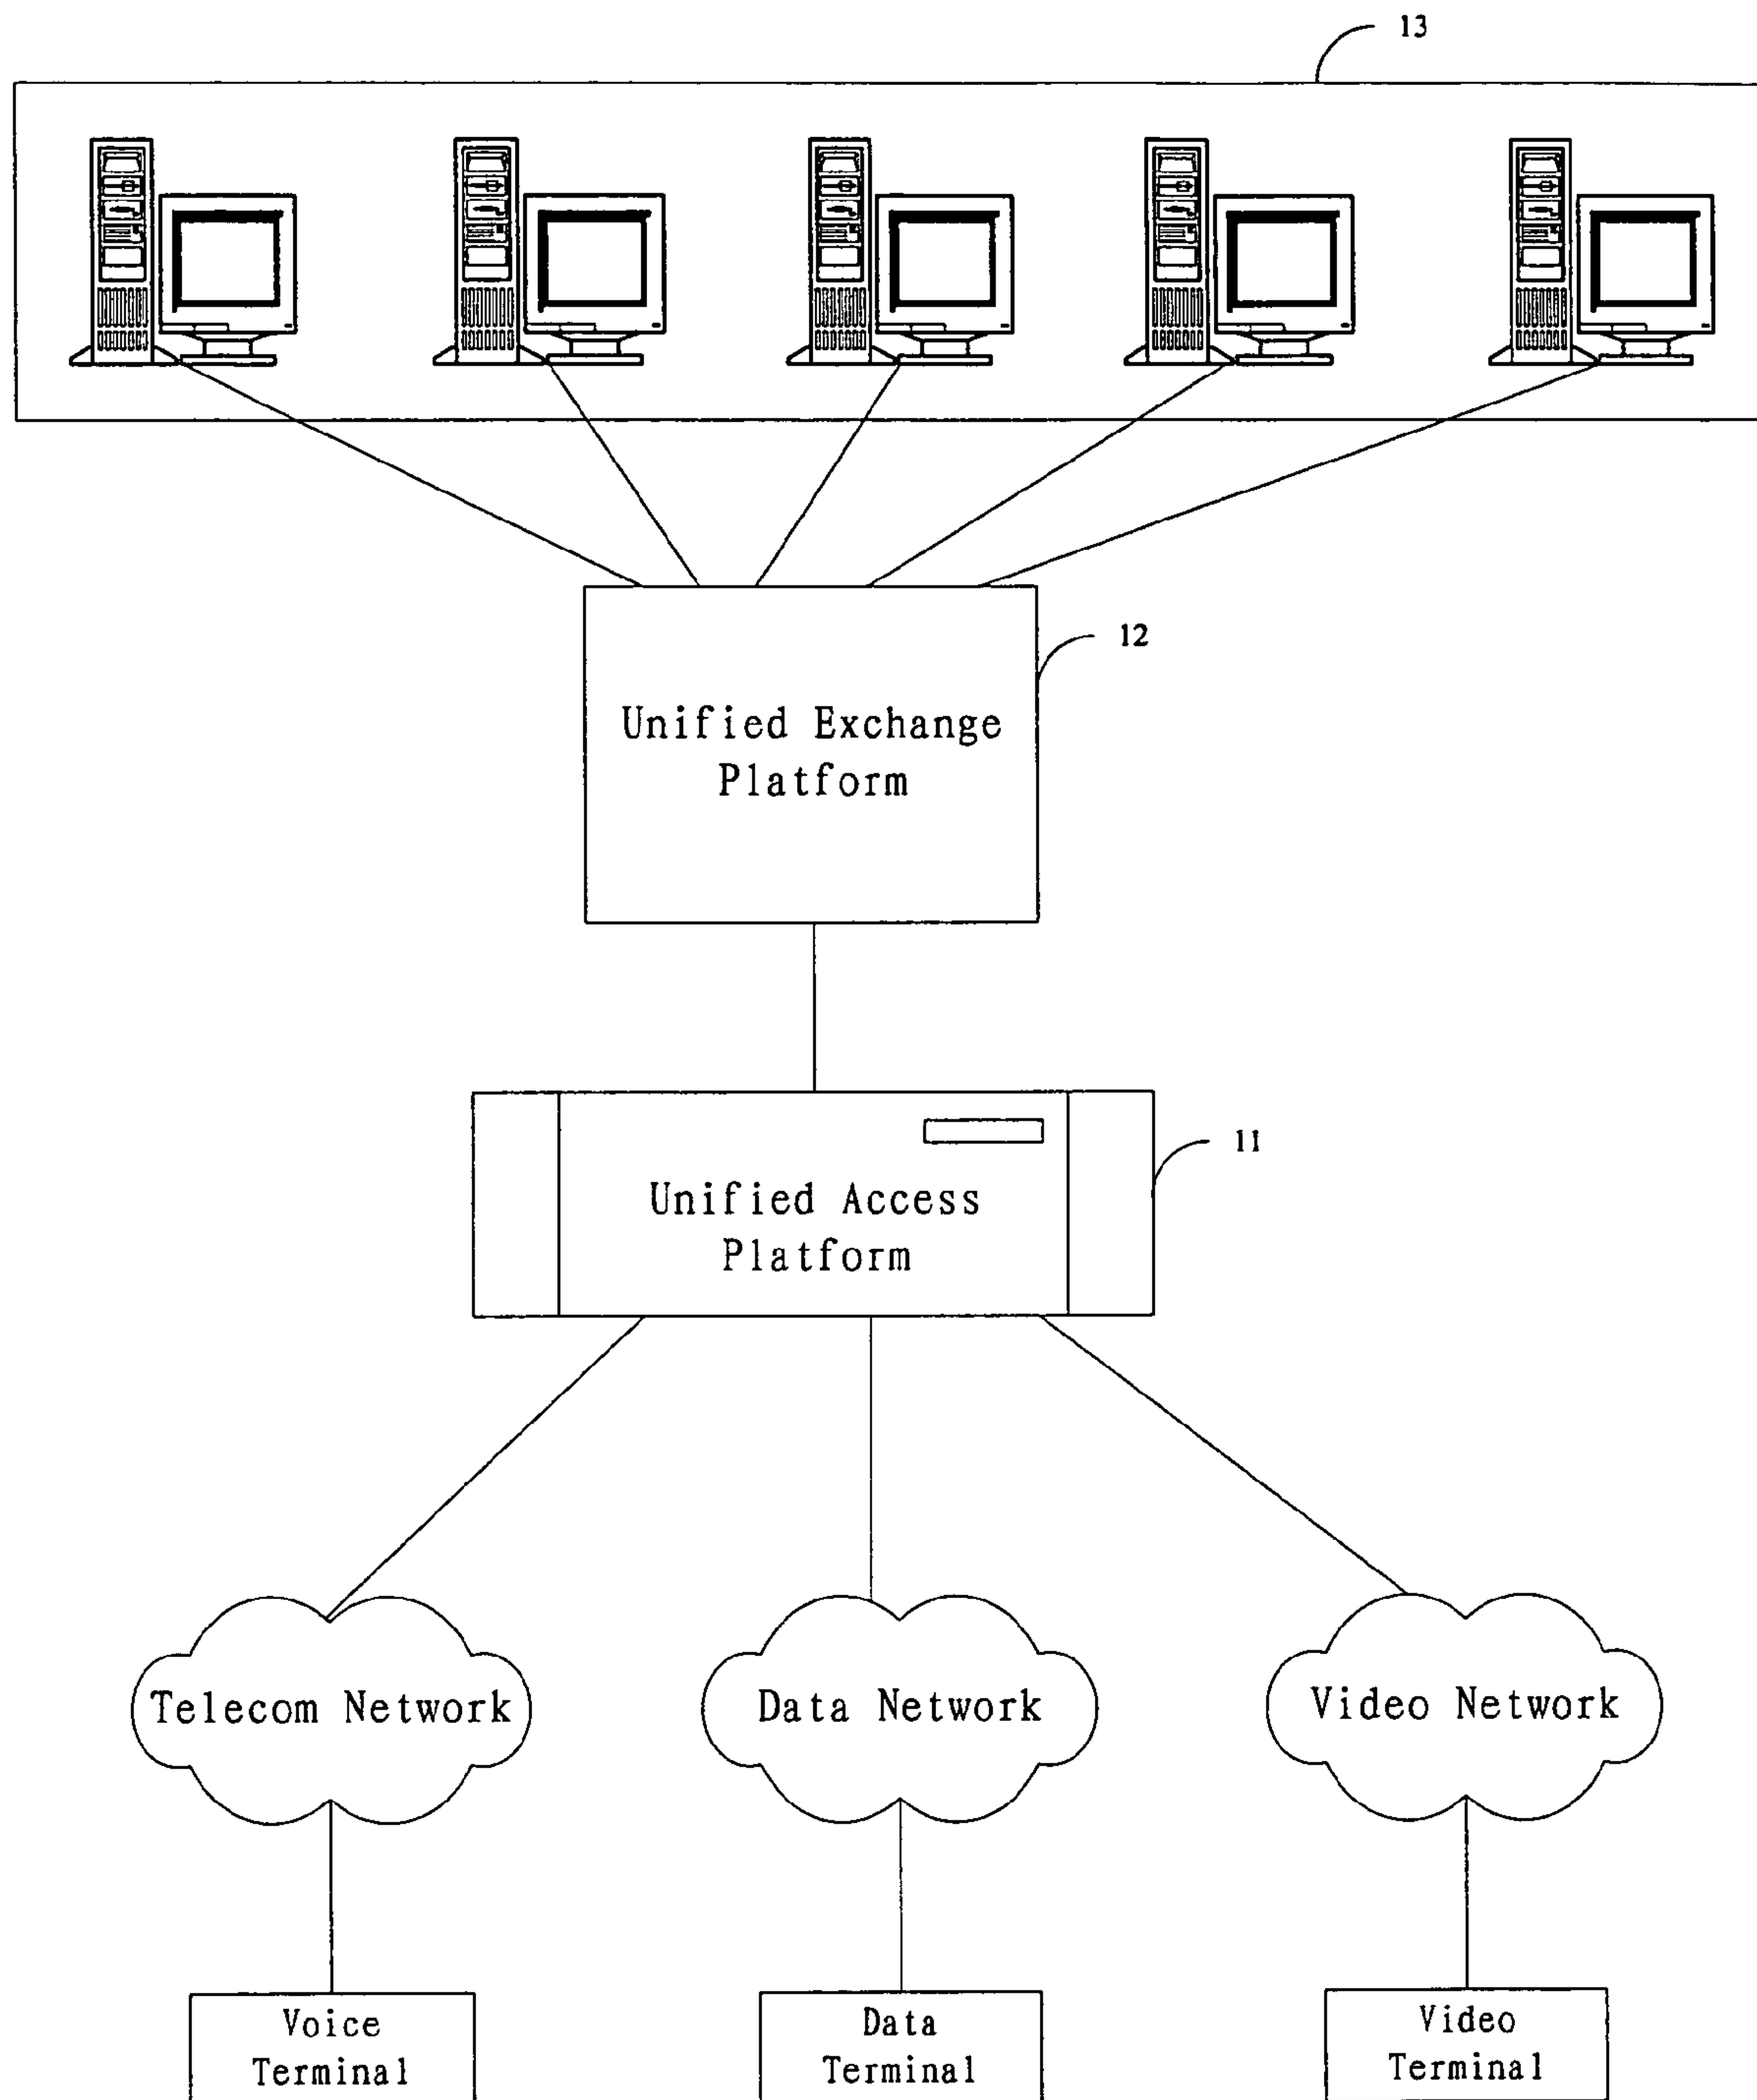 13
12
Unified Exchange
Platform
11
Unified Access
Platform
Telecom Network
Data Network
Video Network
Voice
Terminal
Data
Terminal
Video
Terminal